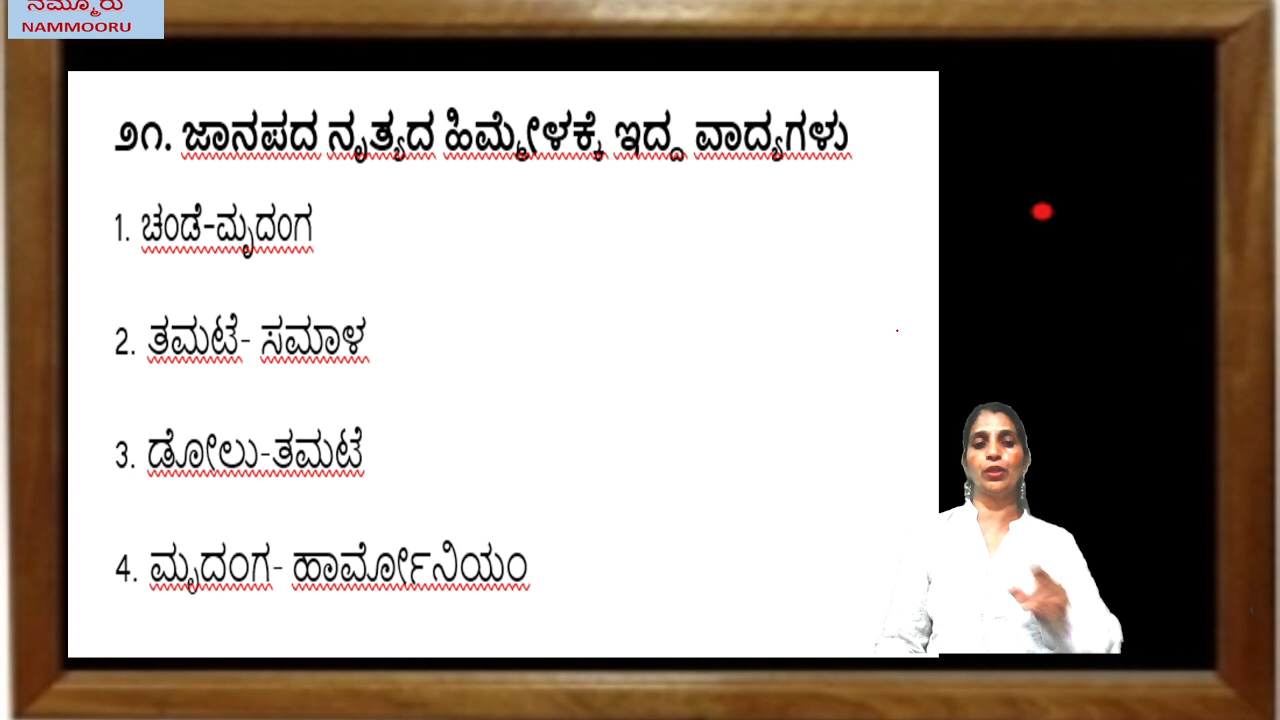 ನಮ್ಮೂರು
NAMMOORU
೨೧. ಜಾನಪದ ನೃತ್ಯದ ಹಿಮ್ಮೇಳಕ್ಕೆ ಇದ್ದ ವಾದ್ಯಗಳು
1. ಚಂಡೆ-ಮೃದಂಗ
2. ತಮಟೆ- ಸಮಾಳ
3. ಡೋಲು-ತಮಟೆ
4. ಮೃದಂಗ- ಹಾರ್ಮೋನಿಯಂ